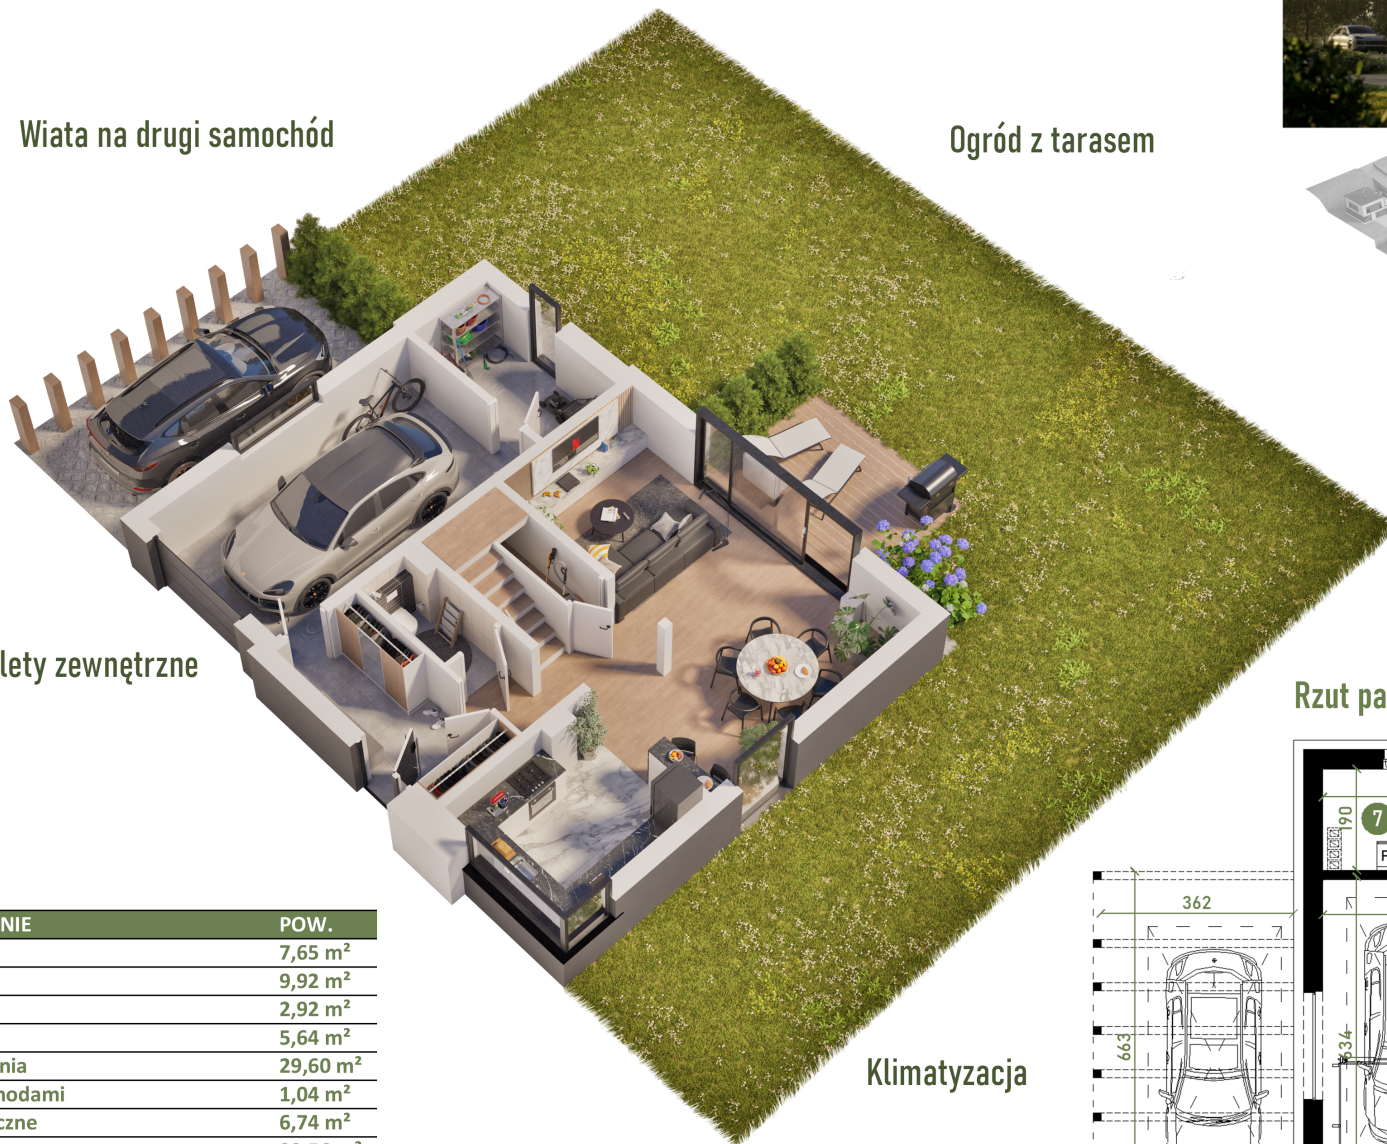 Wiata na drugi samochód
Ogród z tarasem
lety zewnętrzne
Rzut pa
NIE POW.
7,65 m²
9,92 m²
2,92 m²
5,64 m²
nia 29,60 m²
hodami 1,04 m²
czne 6,74 m²
Klimatyzacja
190
7
362
663
634